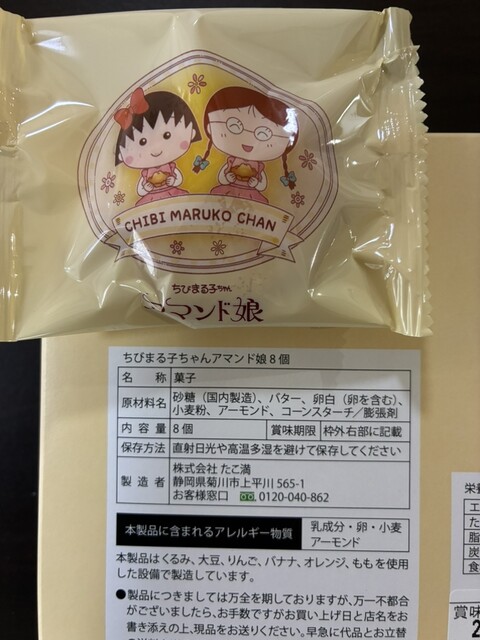 CHIBI MARUKO CHAN
ちびまる子ちゃん
アマンド娘
ちびまる子ちゃんアマンド娘8個
名 称 菓子
原材料名 砂糖（国内製造）、バター、卵白（卵を含む）、
小麦粉、アーモンド、コーンスターチ／膨張剤
内 容 量 8個 賞味期限 枠外右部に記載
保存方法 直射日光や高温多湿を避けて保存してください
製 造 者 株式会社 たこ満
静岡県菊川市上平川 565-1
お客様窓口 0120-040-862
本製品に含まれるアレルギー物質 乳成分・卵・小麦
アーモンド
本製品はくるみ、大豆、りんご、バナナ、オレンジ、ももを使用
した設備で製造しています。
●製品につきましては万全を期しておりますが、万一不都合
がございましたら、お手数ですがお買い上げ日と店名をお
書き添えの上、現品をお送りください。早急に代品とお立替
栄養
エ
た
脂
炭
食
賞味
2